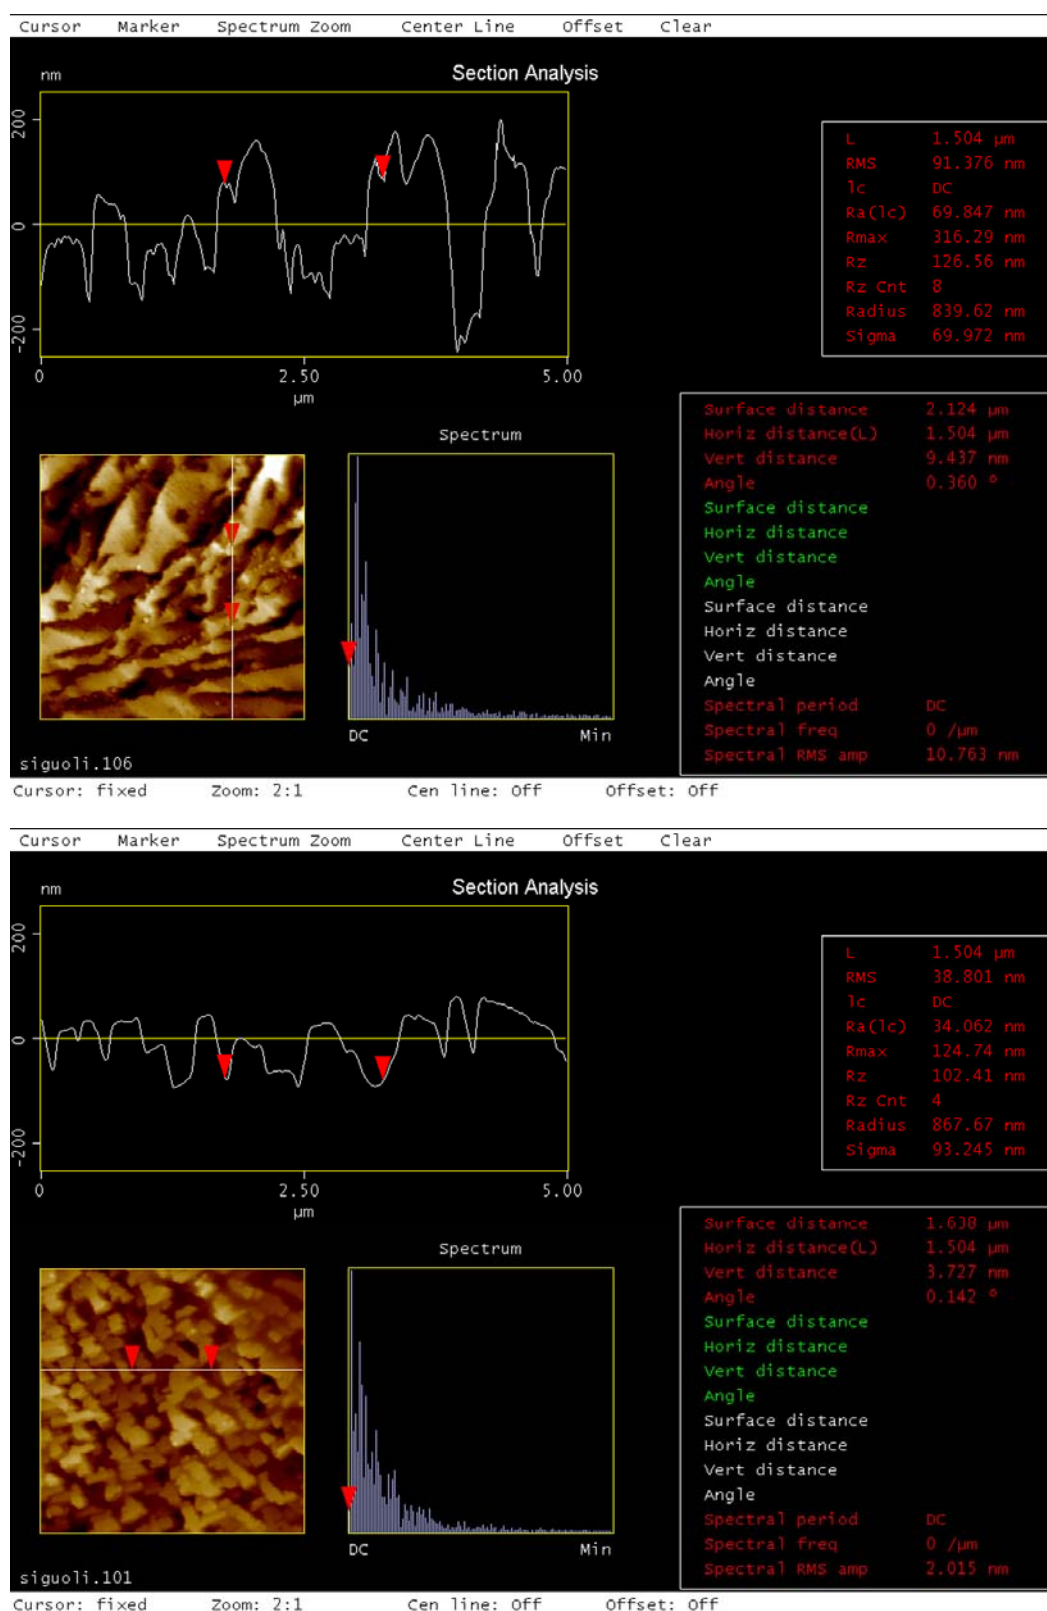 Cursor Marker Spectrum Zoom Center Line Offset Clear
nm
Section Analysis
200
0
-200
0 2.50 5.00
µm
L 1.504 µm
RMS 91.376 nm
lc DC
Ra(lc) 69.847 nm
Rmax 316.29 nm
Rz 126.56 nm
Rz Cnt 8
Radius 839.62 nm
Sigma 69.972 nm
Surface distance 2.124 µm
Horiz distance(L) 1.504 µm
Vert distance 9.437 nm
Angle 0.360 °
Surface distance
Horiz distance
Vert distance
Angle
Surface distance
Horiz distance
Vert distance
Angle
Spectral period DC
Spectral freq 0 /µm
Spectral RMS amp 10.763 nm
Spectrum
DC Min
siguoli.106
Cursor: fixed Zoom: 2:1 Cen line: Off Offset: Off
Cursor Marker Spectrum Zoom Center Line Offset Clear
nm
Section Analysis
200
0
-200
0 2.50 5.00
µm
L 1.504 µm
RMS 38.801 nm
lc DC
Ra(lc) 34.062 nm
Rmax 124.74 nm
Rz 102.41 nm
Rz Cnt 4
Radius 867.67 nm
Sigma 93.245 nm
Surface distance 1.638 µm
Horiz distance(L) 1.504 µm
Vert distance 3.727 nm
Angle 0.142 °
Surface distance
Horiz distance
Vert distance
Angle
Surface distance
Horiz distance
Vert distance
Angle
Spectral period DC
Spectral freq 0 /µm
Spectral RMS amp 2.015 nm
Spectrum
DC Min
siguoli.101
Cursor: fixed Zoom: 2:1 Cen line: Off Offset: Off